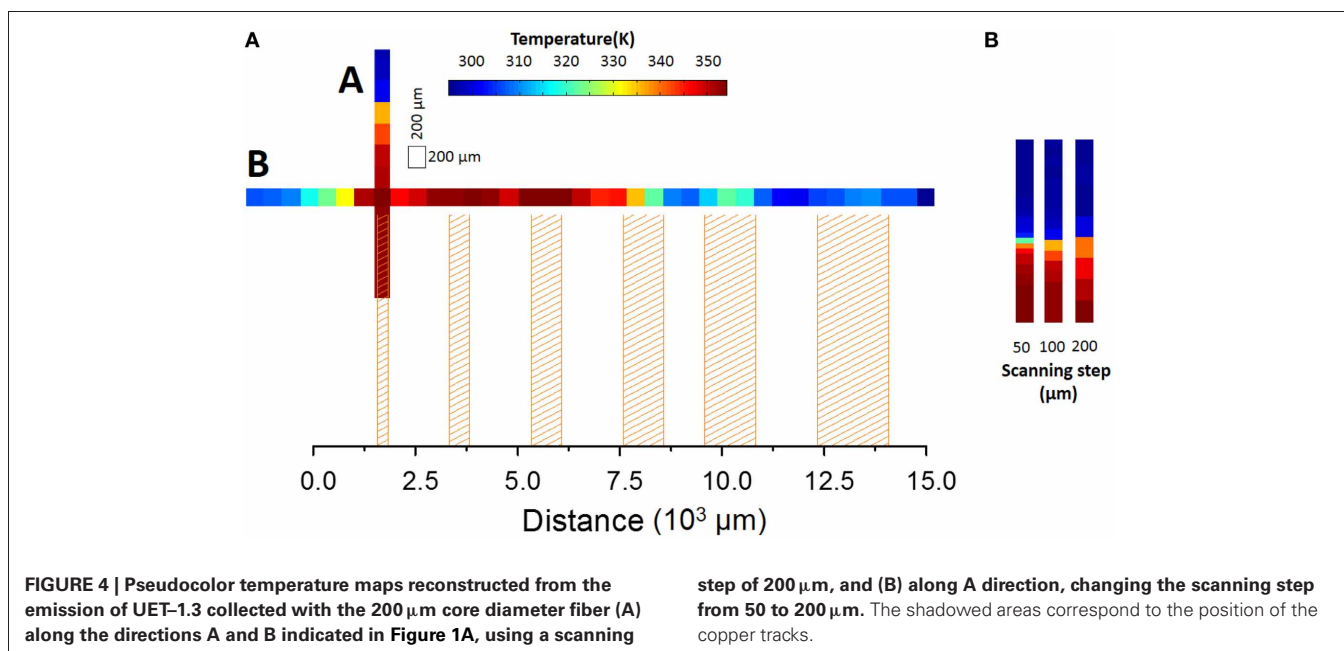 A
B
Temperature(K)
300 310 320 330 340 350
A
200 µm
200 µm
B
50 100 200
Scanning step
(µm)
0.0 2.5 5.0 7.5 10.0 12.5 15.0
Distance (10³ µm)
FIGURE 4 | Pseudocolor temperature maps reconstructed from the
emission of UET–1.3 collected with the 200 µm core diameter fiber (A)
along the directions A and B indicated in Figure 1A, using a scanning
step of 200 µm, and (B) along A direction, changing the scanning step
from 50 to 200 µm. The shadowed areas correspond to the position of the
copper tracks.